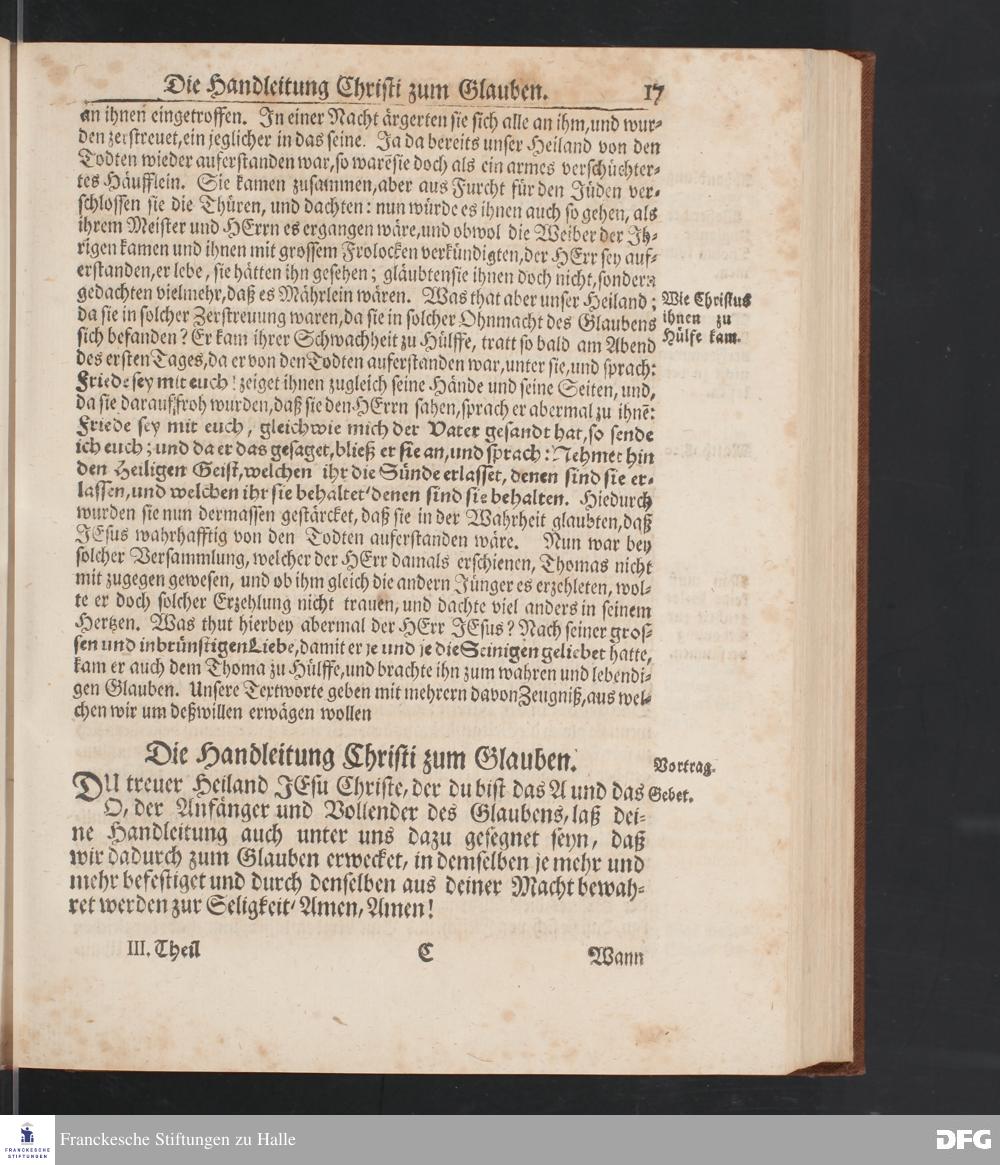 Die Handleitung Christi zum Glauben. 17
an ihnen eingetroffen. In einer Nacht ärgerten sie sich alle an ihm, und wur-
den zerstreuet, ein jeglicher in das seine. Ja da bereits unser Heiland von den
Todten wieder auferstanden war, so warē sie doch als ein armes verschüchter-
tes Häufflein. Sie kamen zusammen, aber aus Furcht für den Jüden ver-
schlossen sie die Thüren, und dachten: nun würde es ihnen auch so gehen, als
ihrem Meister und HErrn es ergangen wäre, und obwol die Weiber der Ih-
rigen kamen und ihnen mit grossem Frolocken verkündigten, der HErr sey auf-
erstanden, er lebe, sie hätten ihn gesehen; gläubten sie ihnen doch nicht, sondern
gedachten vielmehr, daß es Mährlein wären. Was that aber unser Heiland;
da sie in solcher Zerstreuung waren, da sie in solcher Ohnmacht des Glaubens
sich befanden? Er kam ihrer Schwachheit zu Hülffe, tratt so bald am Abend
des ersten Tages, da er von den Todten auferstanden war, unter sie, und sprach:
Friede sey mit euch! zeiget ihnen zugleich seine Hände und seine Seiten, und,
da sie darauf froh wurden, daß sie den HErrn sahen, sprach er abermal zu ihnē:
Friede sey mit euch, gleichwie mich der Vater gesandt hat, so sende
ich euch; und da er das gesaget, bließ er sie an, und sprach: Nehmet hin
den Heiligen Geist, welchen ihr die Sünde erlasset, denen sind sie er-
lassen, und welchen ihr sie behaltet/ denen sind sie behalten. Hiedurch
wurden sie nun dermassen gestärcket, daß sie in der Wahrheit glaubten, daß
JEsus wahrhafftig von den Todten auferstanden wäre. Nun war bey
solcher Versammlung, welcher der HErr damals erschienen, Thomas nicht
mit zugegen gewesen, und ob ihm gleich die andern Jünger es erzehleten, wol-
te er doch solcher Erzehlung nicht trauen, und dachte viel anders in seinem
Hertzen. Was thut hierbey abermal der HErr JEsus? Nach seiner gros-
sen und inbrünstigen Liebe, damit er je und je die Seinigen geliebet hatte,
kam er auch dem Thoma zu Hülffe, und brachte ihn zum wahren und lebendi-
gen Glauben. Unsere Textworte geben mit mehrern davon Zeugniß, aus wel-
chen wir um deßwillen erwägen wollen
Wie Christus
ihnen zu
Hülfe kam.
Die Handleitung Christi zum Glauben.
Vortrag.
DU treuer Heiland JEsu Christe, der du bist das A und das
Gebet.
O, der Anfänger und Vollender des Glaubens, laß dei-
ne Handleitung auch unter uns dazu gesegnet seyn, daß
wir dadurch zum Glauben erwecket, in demselben je mehr und
mehr befestiget und durch denselben aus deiner Macht bewah-
ret werden zur Seligkeit/ Amen, Amen!
III. Theil C Wann
FRANCKESCHE
STIFTUNGEN
Franckesche Stiftungen zu Halle
DFG